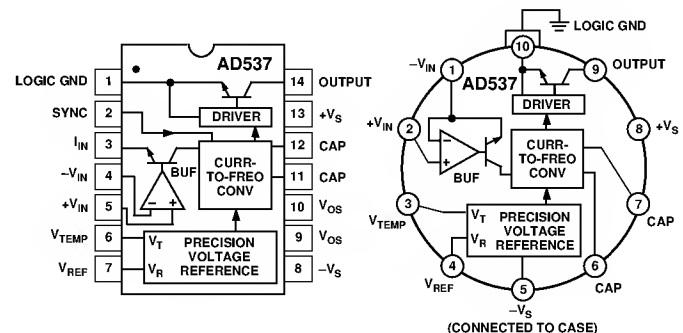 LOGIC GND 1
SYNC 2
I_IN 3
−V_IN 4
+V_IN 5
V_TEMP 6
V_REF 7
AD537
DRIVER
BUF
CURR-
TO-FREO
CONV
− +
V_T
V_R
PRECISION
VOLTAGE
REFERENCE
14 OUTPUT
13 +V_S
12 CAP
11 CAP
10 V_OS
9 V_OS
8 −V_S
LOGIC GND
10
−V_IN
1
AD537
9 OUTPUT
DRIVER
+V_IN
2
8 +V_S
−
+
BUF
CURR-
TO-FREO
CONV
3
V_TEMP
V_T
V_R
PRECISION
VOLTAGE
REFERENCE
7
CAP
4
V_REF
5
−V_S
6
CAP
(CONNECTED TO CASE)